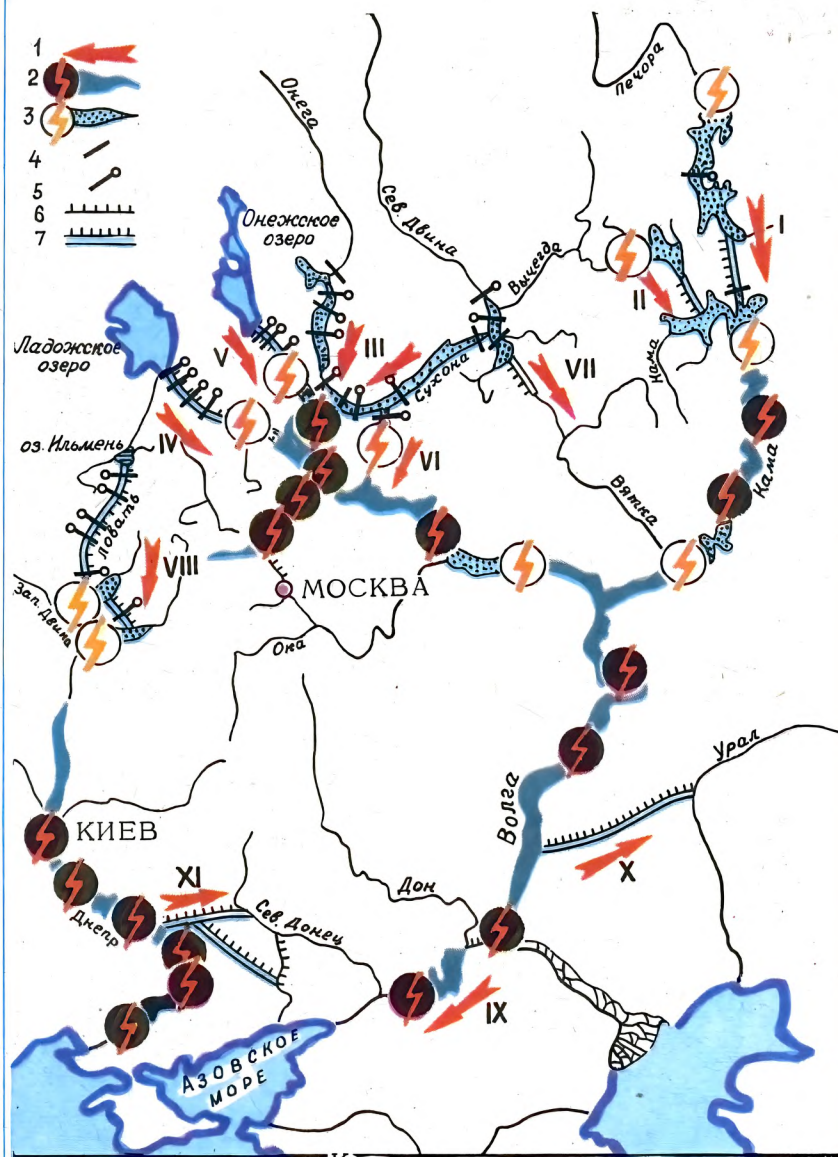 1
2
3
4
5
6
7
Печора
Онега
Сев. Двина
Онежское
озеро
Вычегда
I
II
Ладожское
озеро
V
III
Сухона
VII
Кама
IV
оз. Ильмень
VI
Кама
Вятка
Ловать
VIII
МОСКВА
Зап. Двина
Ока
Урал
Волга
КИЕВ
X
XI
Дон
Днепр
Сев. Донец
IX
АЗОВСКОЕ
МОРЕ